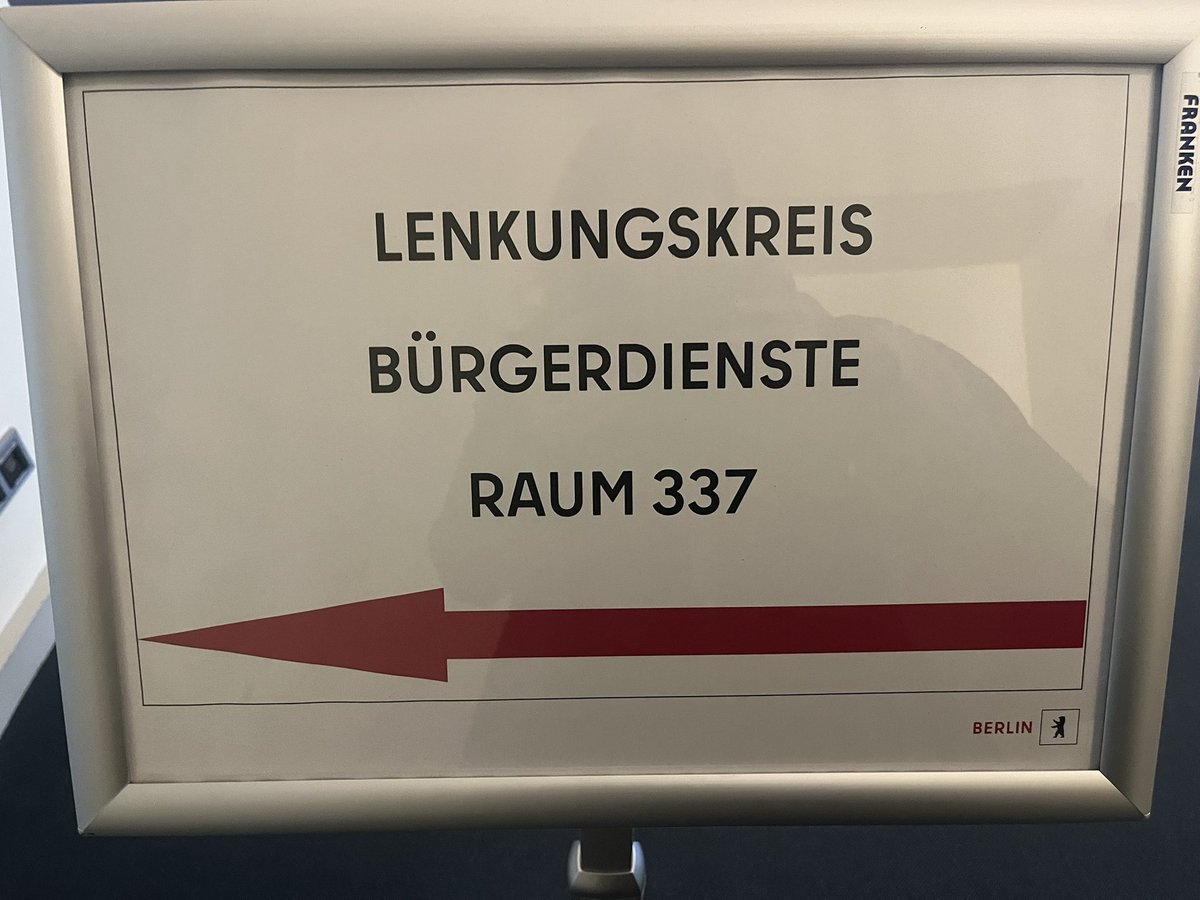 LENKUNGSKREIS
BÜRGERDIENSTE
RAUM 337
BERLIN
FRANKEN